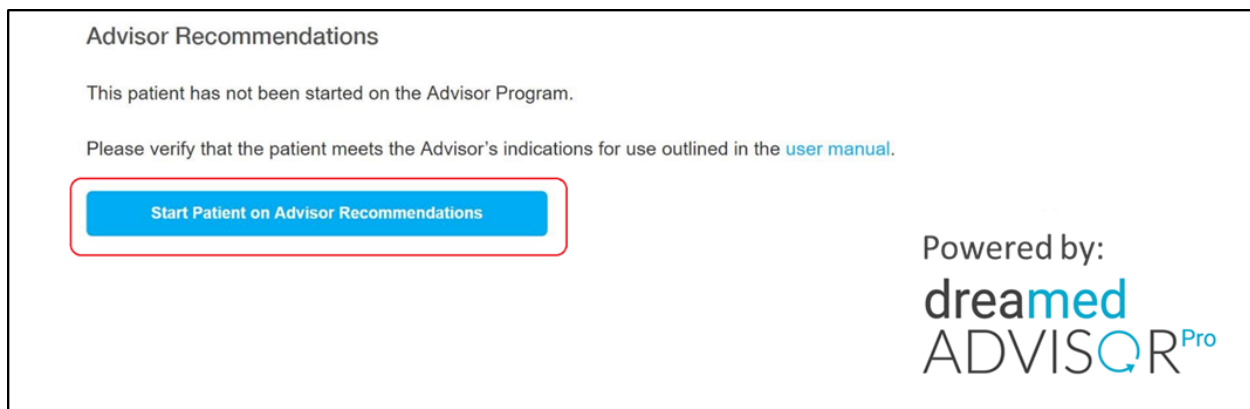 Advisor Recommendations
This patient has not been started on the Advisor Program.
Please verify that the patient meets the Advisor's indications for use outlined in the user manual.
Start Patient on Advisor Recommendations
Powered by:
dreamed
ADVISOR Pro